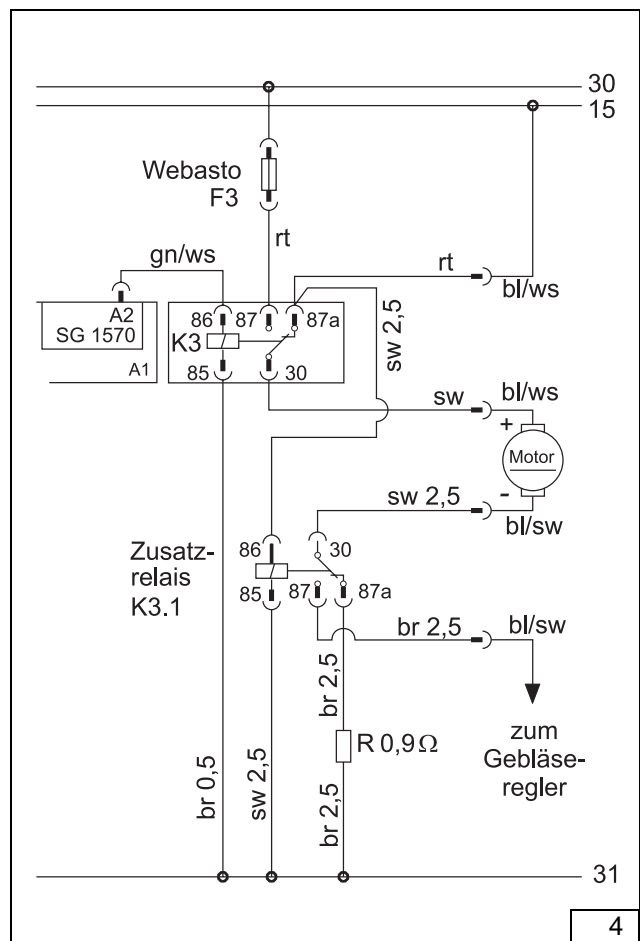 30
15
Webasto
F3
rt
gn/ws
rt
bl/ws
A2
SG 1570
A1
86
87
87a
K3
85
30
sw 2,5
sw
bl/ws
+
Motor
-
sw 2,5
bl/sw
Zusatz-
relais
K3.1
86
30
85
87
87a
br 2,5
bl/sw
br 2,5
R 0,9Ω
zum
Gebläse-
regler
br 0,5
sw 2,5
br 2,5
31
4